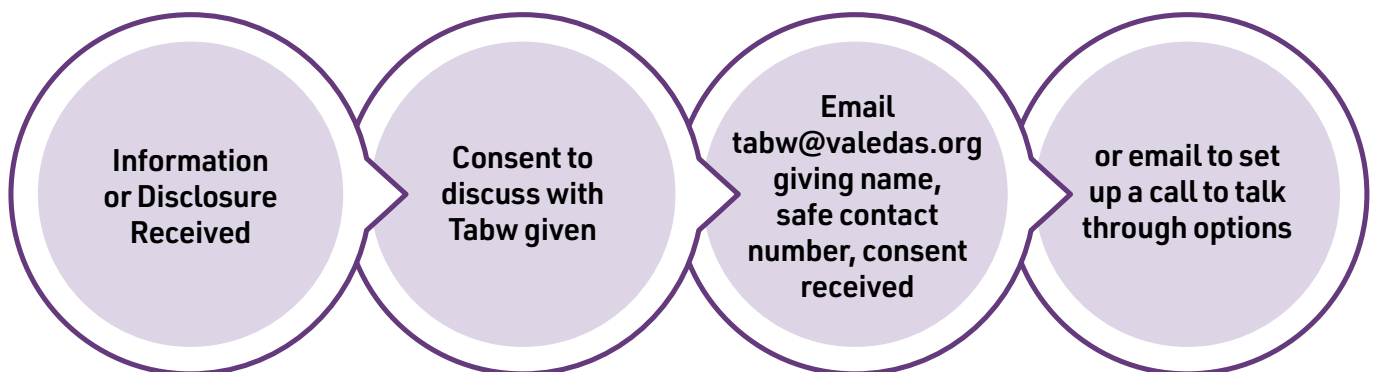 Information
or Disclosure
Received
Consent to
discuss with
Tabw given
Email
tabw@valedas.org
giving name,
safe contact
number, consent
received
or email to set
up a call to talk
through options